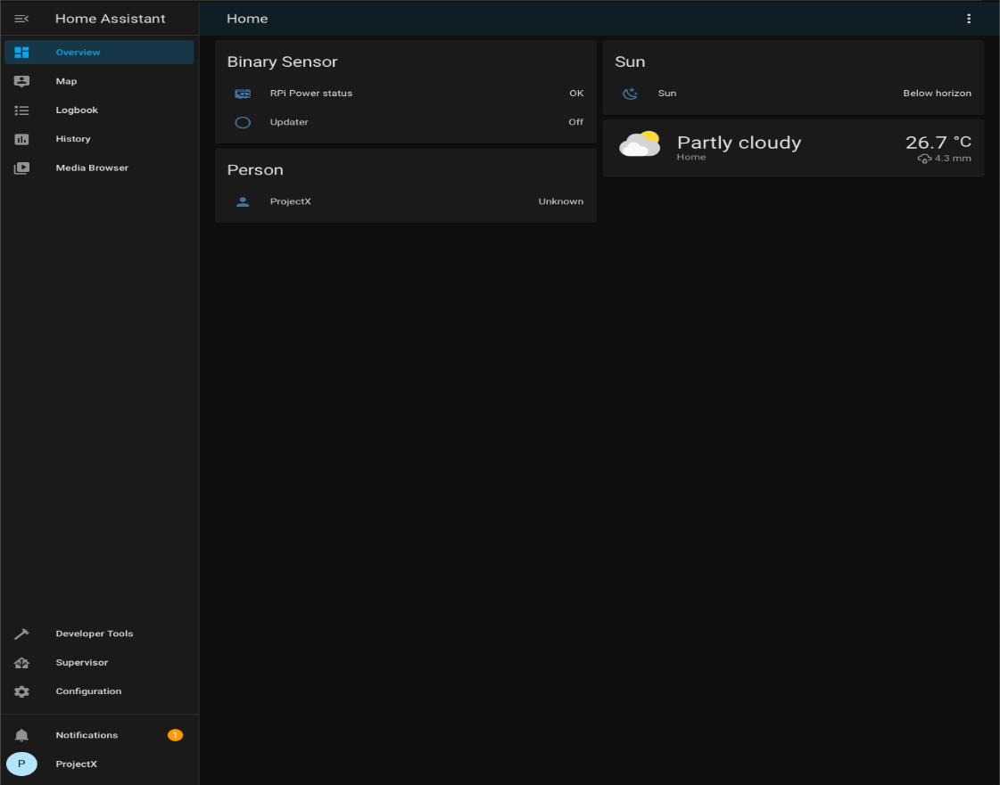 Home Assistant
Overview
Map
Logbook
History
Media Browser
Developer Tools
Supervisor
Configuration
Notifications 1
P ProjectX
Home
Binary Sensor
RPi Power status OK
Updater Off
Person
ProjectX Unknown
Sun
Sun Below horizon
Partly cloudy 26.7 °C
Home 4.3 mm